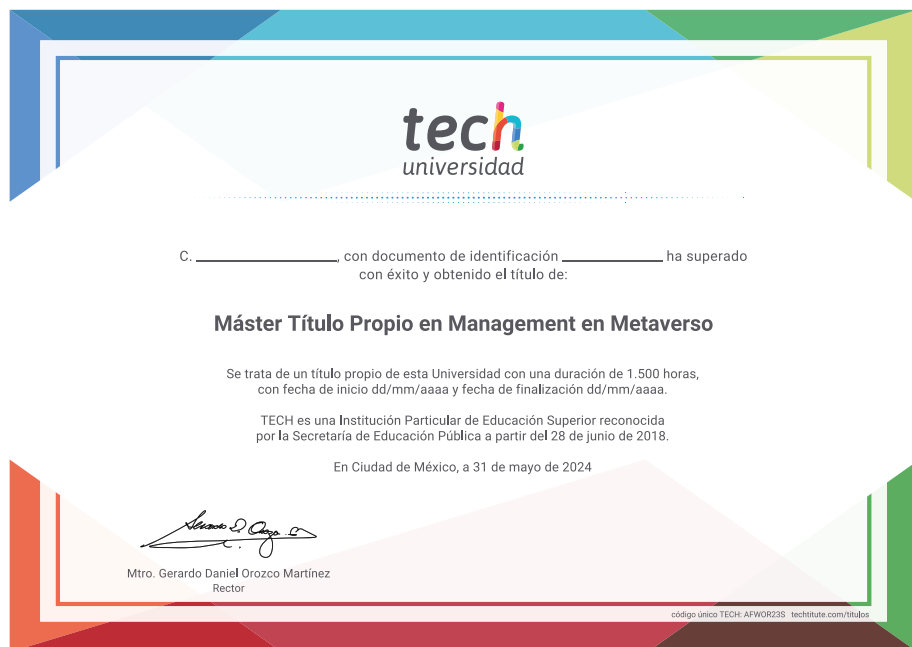 tech
universidad
C. ____________, con documento de identificación ____________ ha superado
con éxito y obtenido el título de:
Máster Título Propio en Management en Metaverso
Se trata de un título propio de esta Universidad con una duración de 1.500 horas,
con fecha de inicio dd/mm/aaaa y fecha de finalización dd/mm/aaaa.
TECH es una Institución Particular de Educación Superior reconocida
por la Secretaría de Educación Pública a partir del 28 de junio de 2018.
En Ciudad de México, a 31 de mayo de 2024
Mtro. Gerardo Daniel Orozco Martínez
Rector
código único TECH: AFWOR23S techtitute.com/titulos